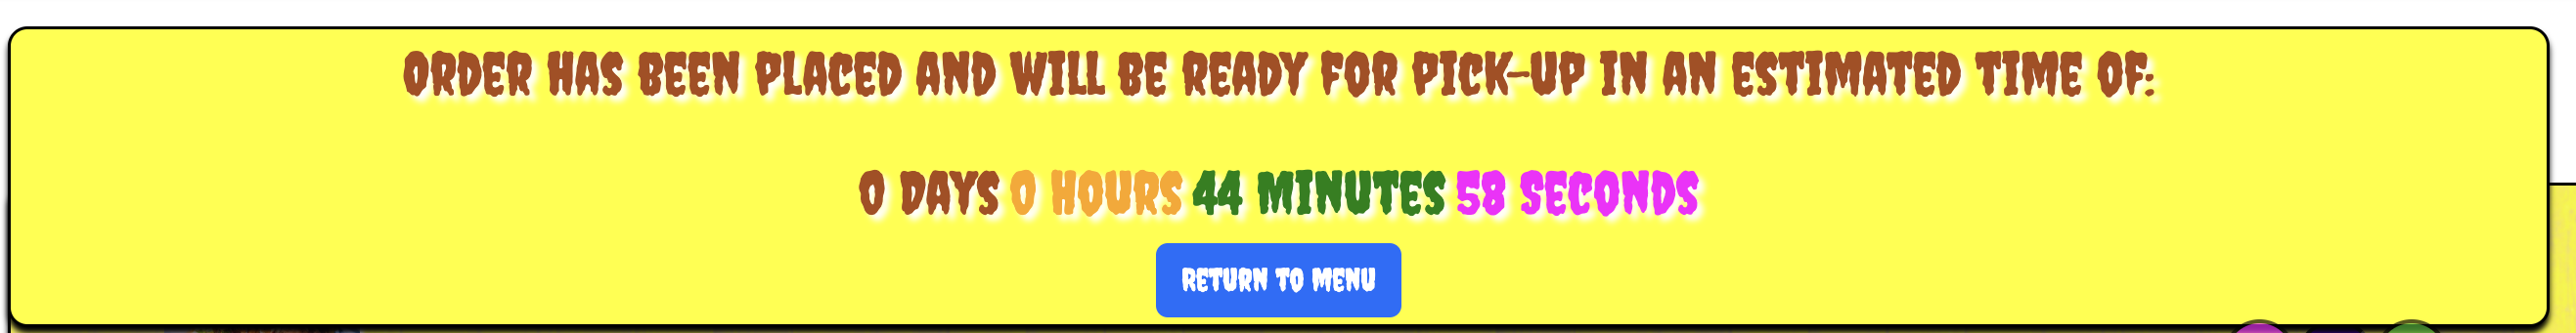 ORDER HAS BEEN PLACED AND WILL BE READY FOR PICK-UP IN AN ESTIMATED TIME OF:
0 DAYS 0 HOURS 44 MINUTES 58 SECONDS
RETURN TO MENU